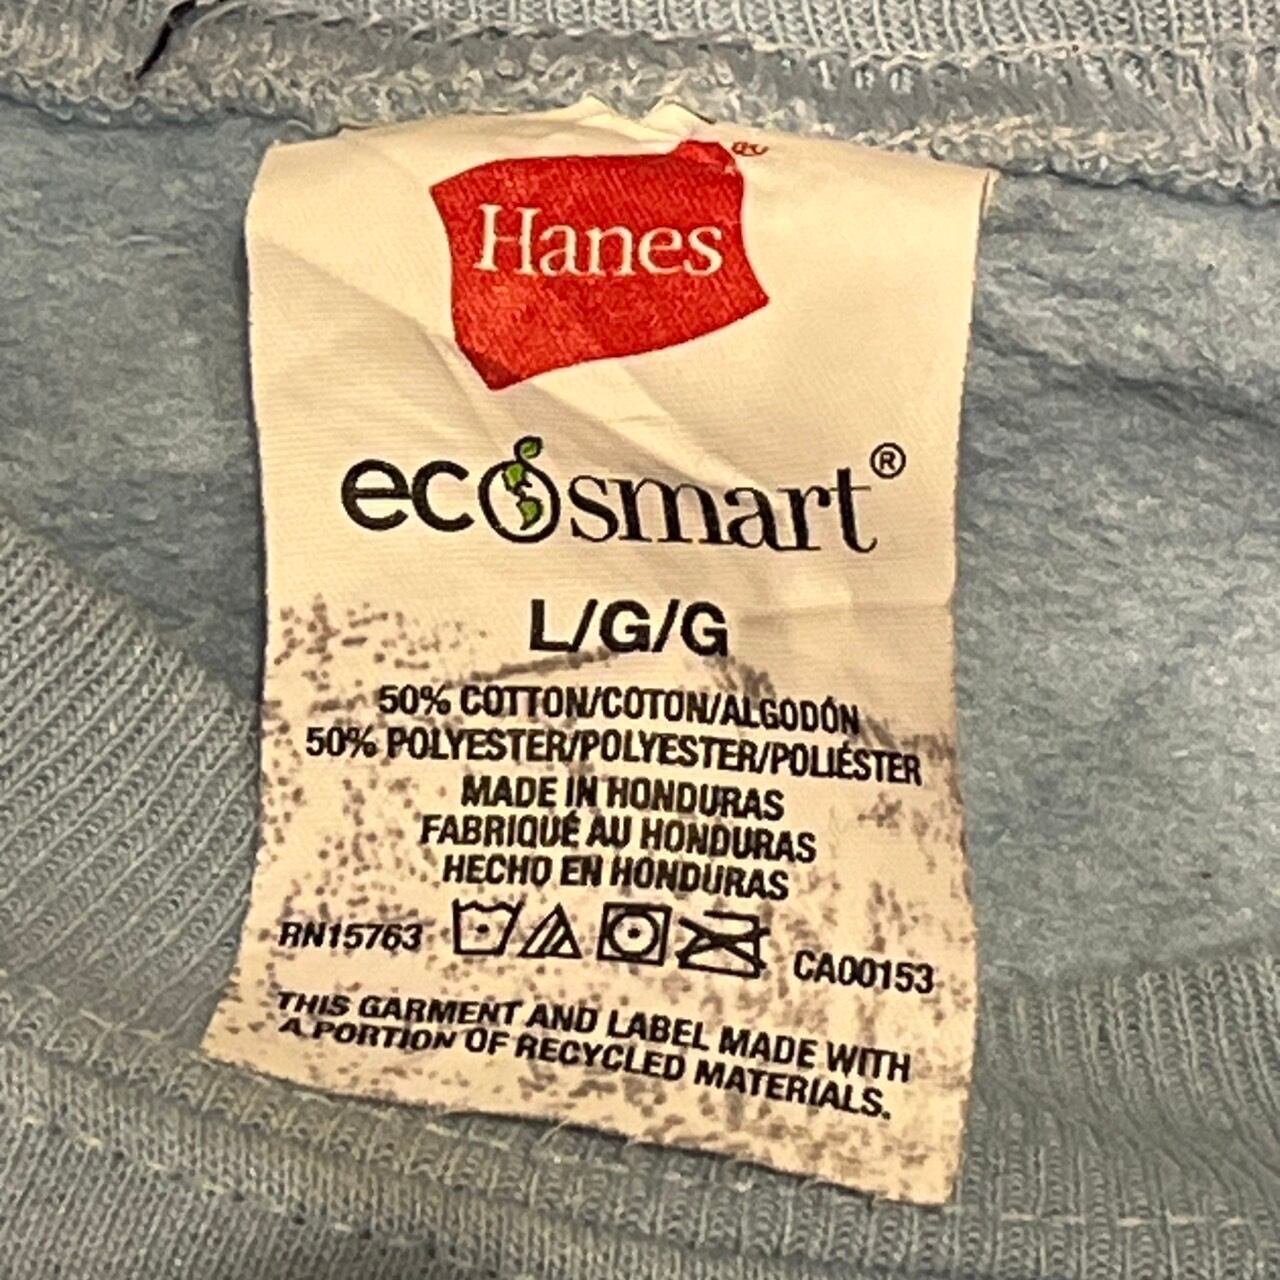 Hanes®
ecosmart®
L/G/G
50% COTTON/COTON/ALGODÓN
50% POLYESTER/POLYESTER/POLIÉSTER
MADE IN HONDURAS
FABRIQUÉ AU HONDURAS
HECHO EN HONDURAS
RN15763 CA00153
THIS GARMENT AND LABEL MADE WITH
A PORTION OF RECYCLED MATERIALS.